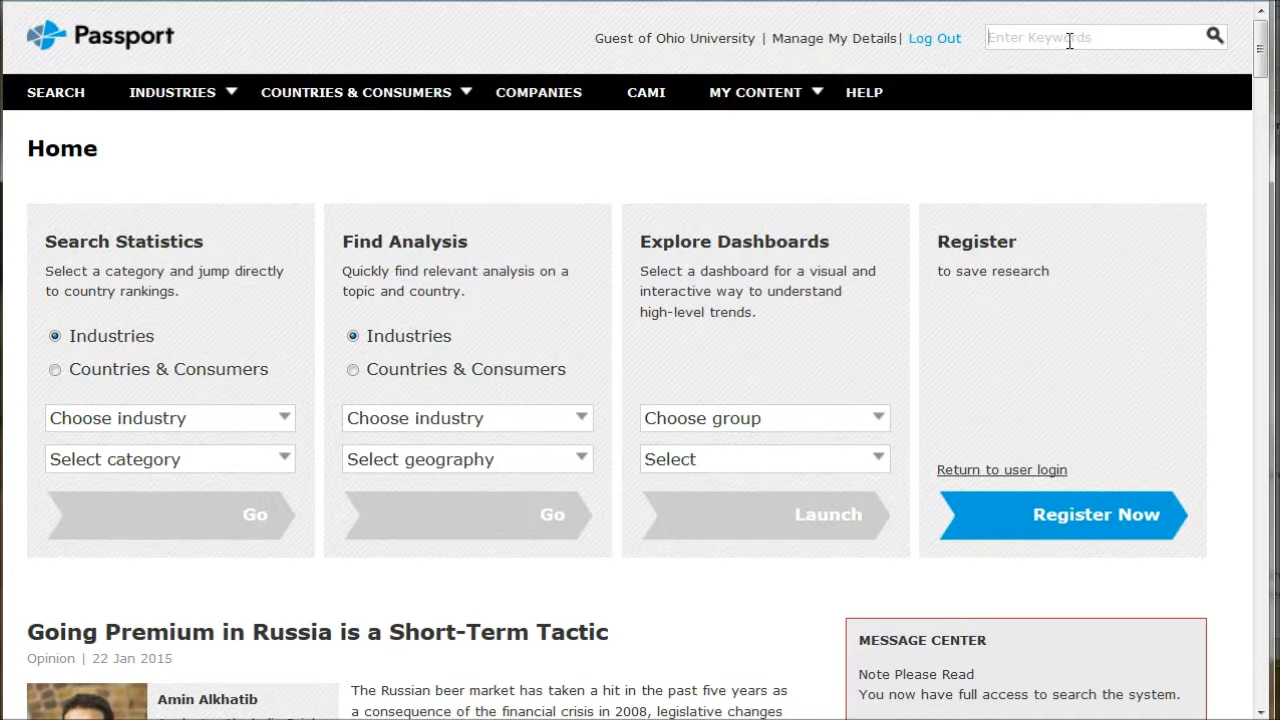 Passport
Guest of Ohio University | Manage My Details| Log Out
Enter Keywords
SEARCH INDUSTRIES COUNTRIES & CONSUMERS COMPANIES CAMI MY CONTENT HELP
Home
Search Statistics
Select a category and jump directly
to country rankings.
Industries
Countries & Consumers
Choose industry
Select category
Go
Find Analysis
Quickly find relevant analysis on a
topic and country.
Industries
Countries & Consumers
Choose industry
Select geography
Go
Explore Dashboards
Select a dashboard for a visual and
interactive way to understand
high-level trends.
Choose group
Select
Launch
Register
to save research
Return to user login
Register Now
Going Premium in Russia is a Short-Term Tactic
Opinion | 22 Jan 2015
Amin Alkhatib
The Russian beer market has taken a hit in the past five years as
a consequence of the financial crisis in 2008, legislative changes
MESSAGE CENTER
Note Please Read
You now have full access to search the system.